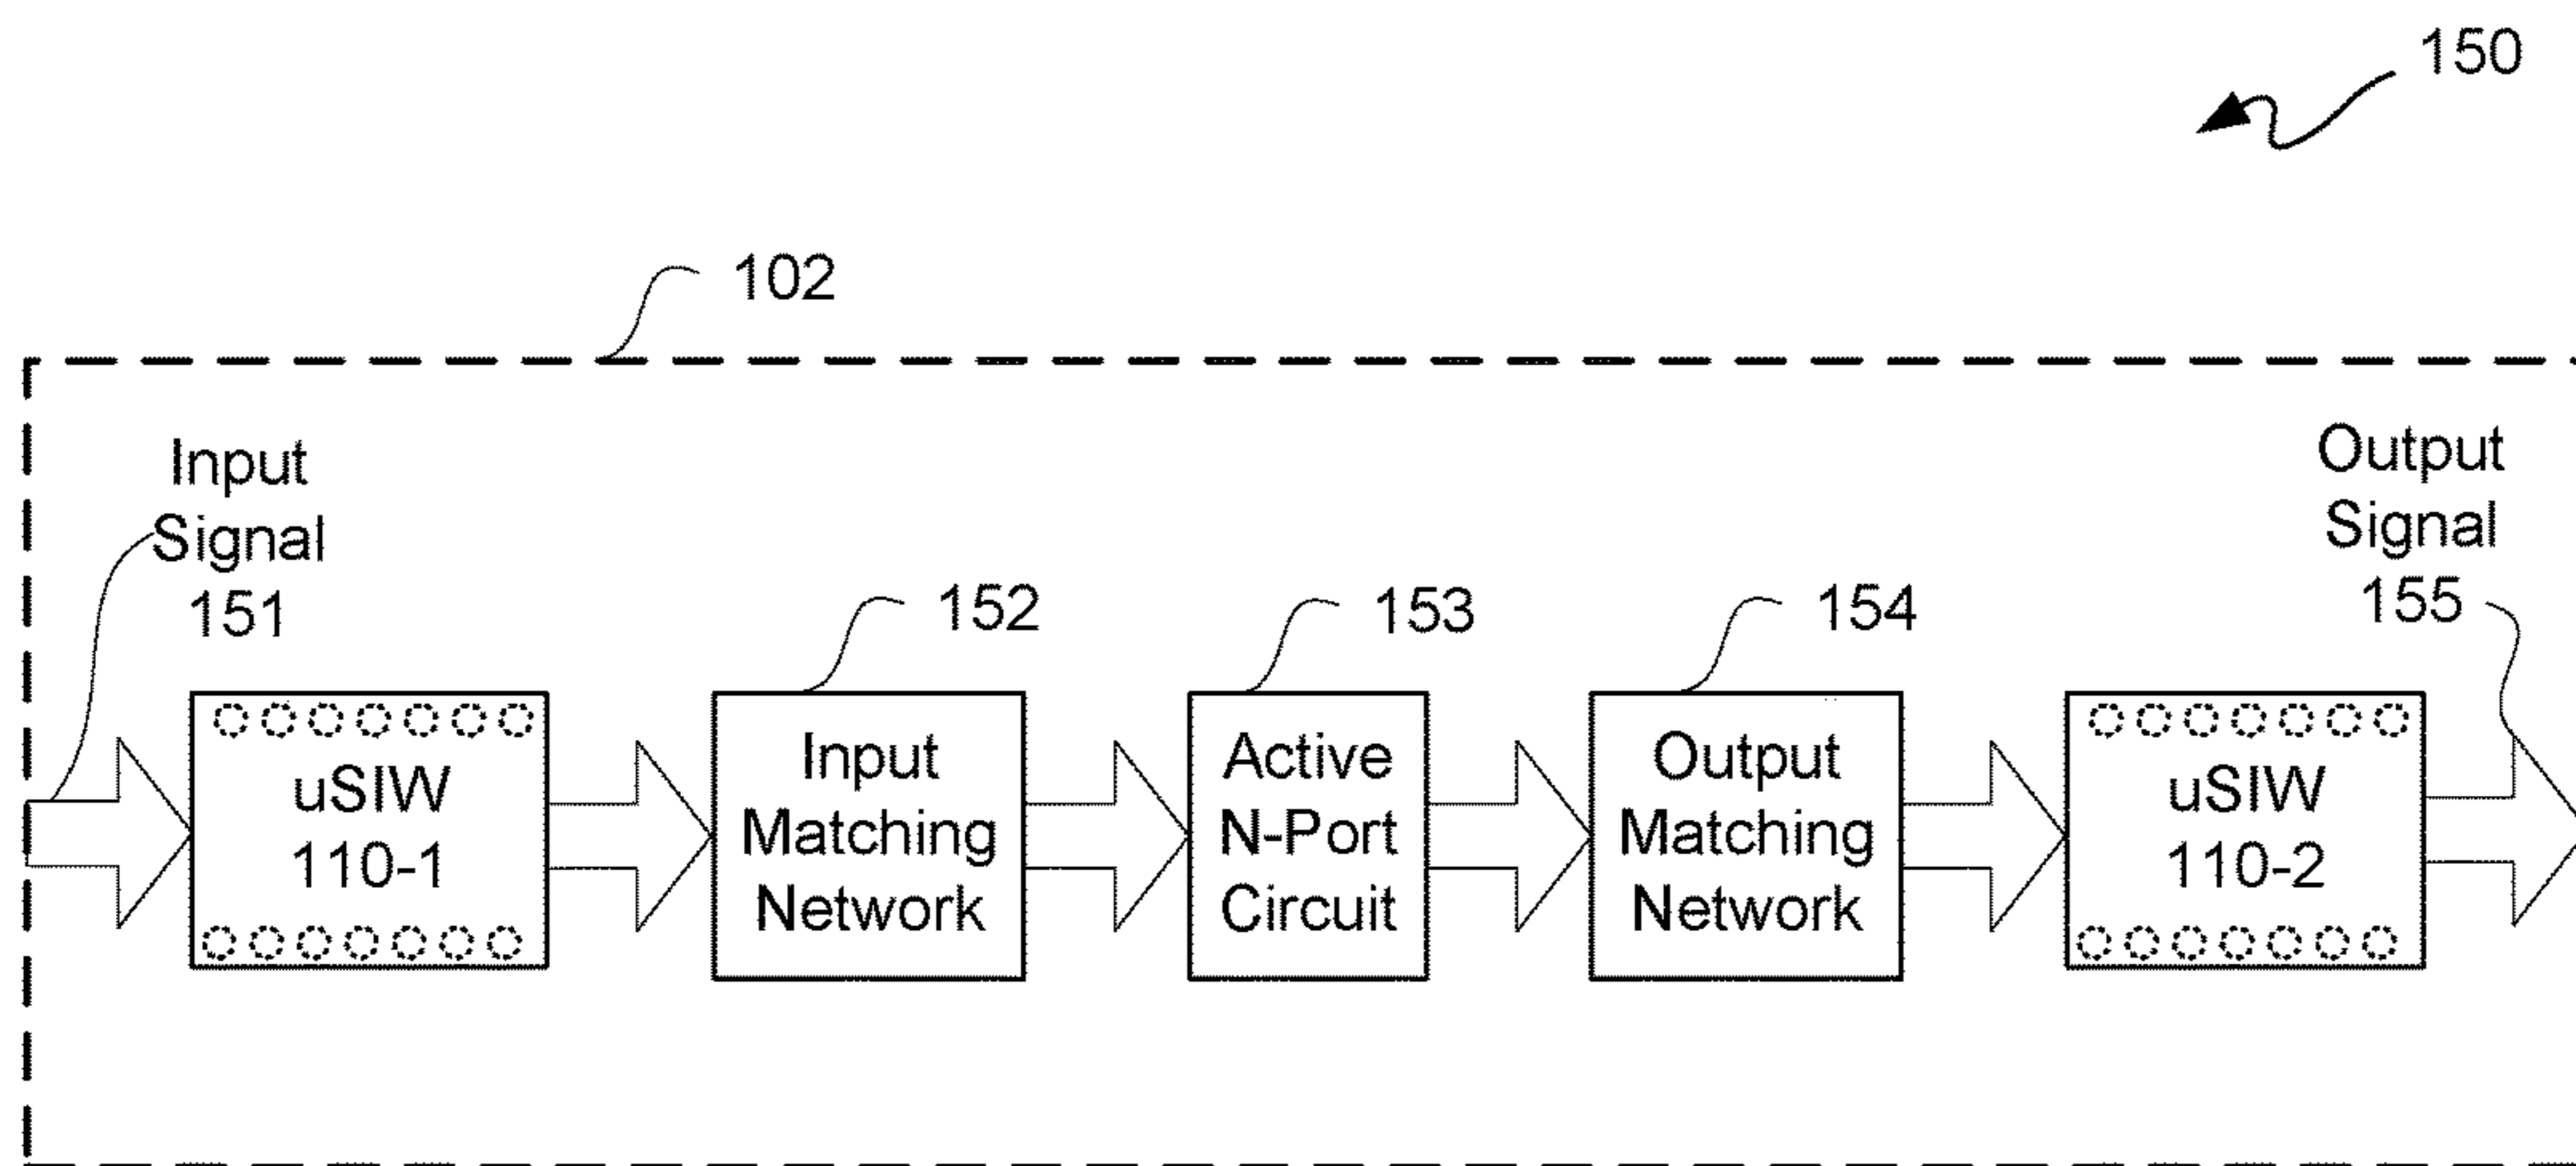 150
102
Input
Signal
151
Output
Signal
155
152
153
154
uSIW
110-1
Input
Matching
Network
Active
N-Port
Circuit
Output
Matching
Network
uSIW
110-2